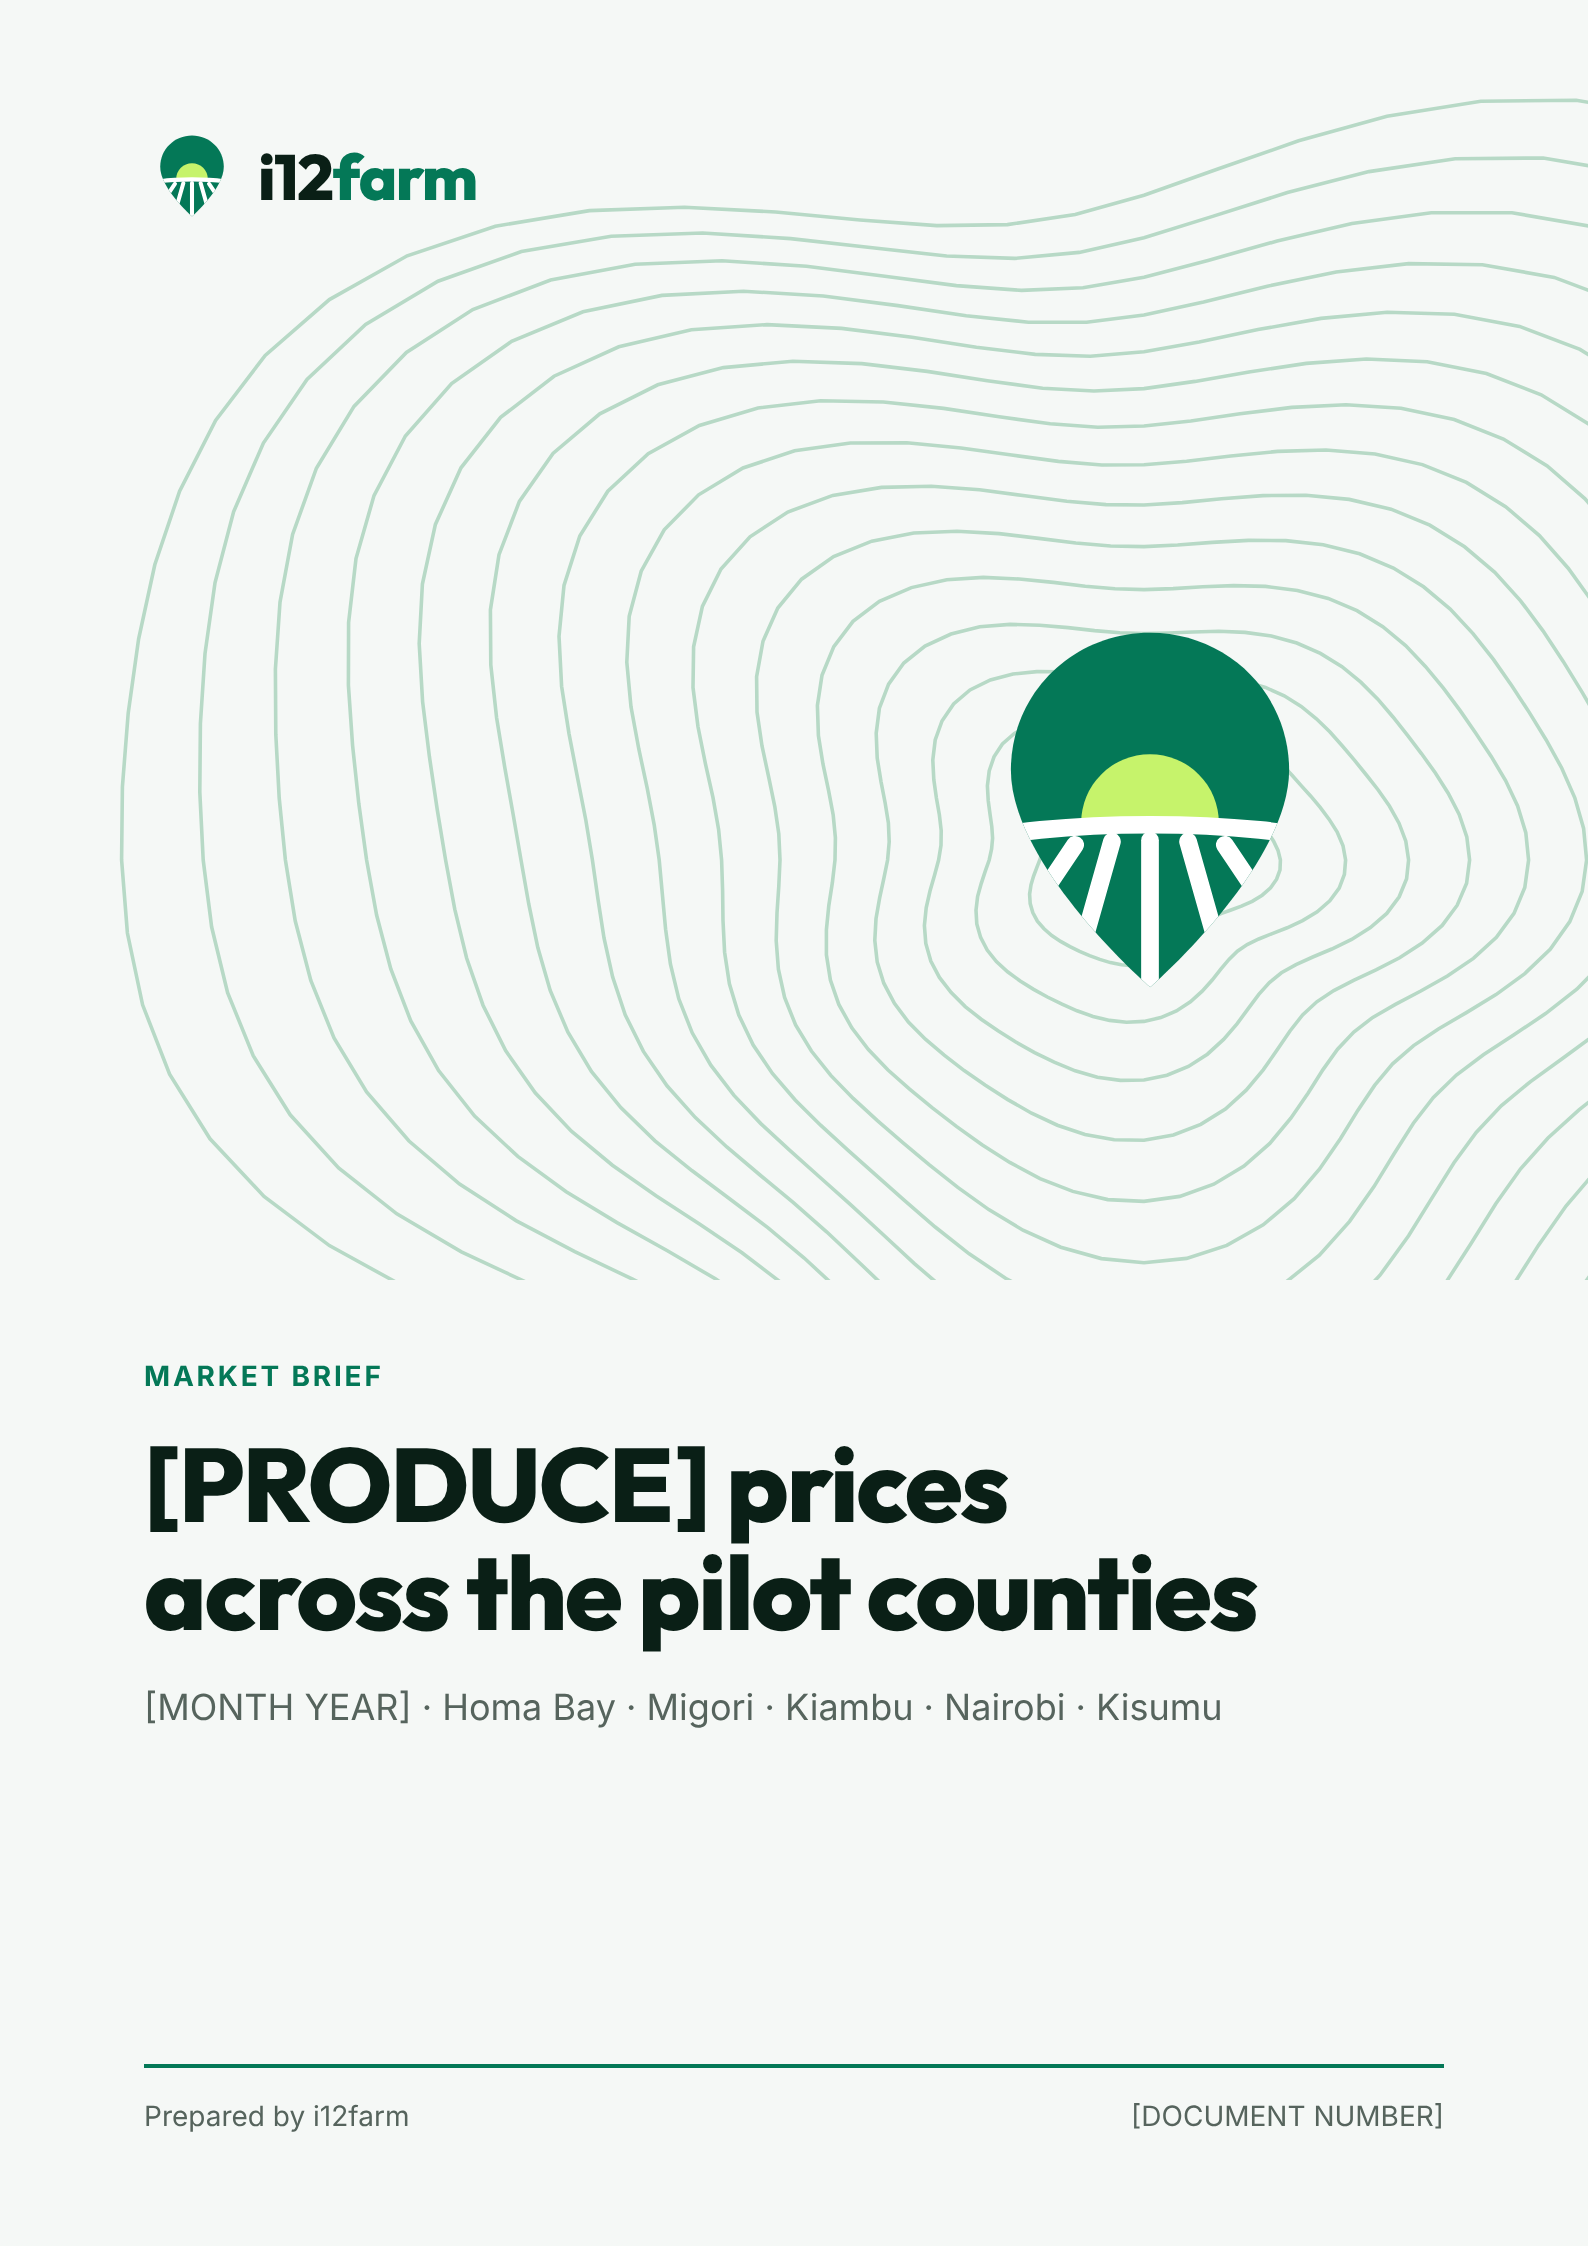 i12farm
MARKET BRIEF
[PRODUCE] prices
across the pilot counties
[MONTH YEAR] · Homa Bay · Migori · Kiambu · Nairobi · Kisumu
Prepared by i12farm
[DOCUMENT NUMBER]